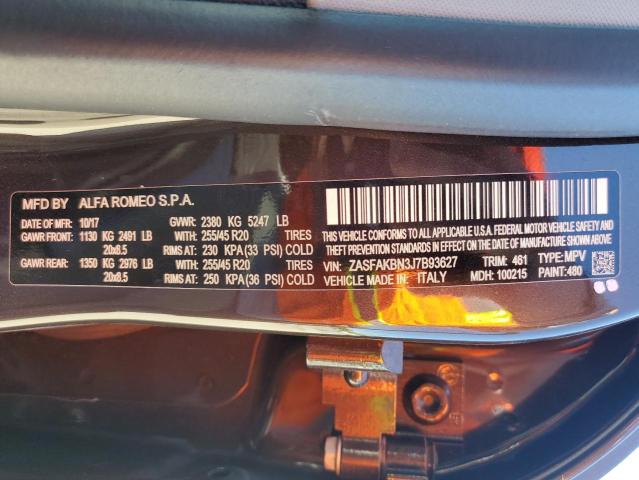 MFD BY ALFA ROMEO S.P.A.
DATE OF MFR: 10/17 GVWR: 2380 KG 5247 LB
GAWR FRONT: 1130 KG 2491 LB WITH: 255/45 R20 TIRES
20x8.5 RIMS AT: 230 KPA (33 PSI) COLD
GAWR REAR: 1350 KG 2976 LB WITH: 255/45 R20 TIRES
20x8.5 RIMS AT: 250 KPA (36 PSI) COLD
THIS VEHICLE CONFORMS TO ALL APPLICABLE U.S.A. FEDERAL MOTOR VEHICLE SAFETY AND
THEFT PREVENTION STANDARDS IN EFFECT ON THE DATE OF MANUFACTURE SHOWN ABOVE.
VIN: ZASFAKBN3J7B93627 TRIM: 461 TYPE: MPV
VEHICLE MADE IN: ITALY MDH: 100215 PAINT: 480